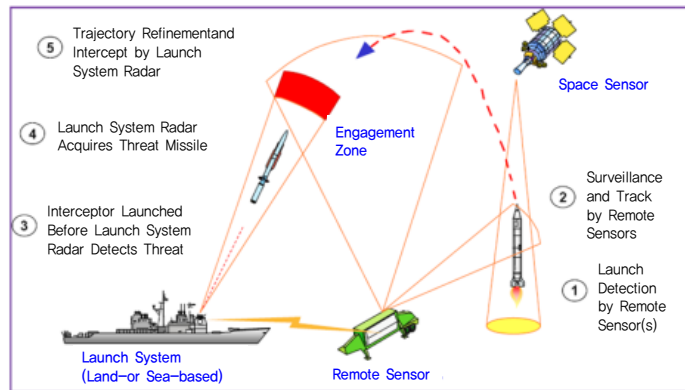 5
Trajectory Refinementand
Intercept by Launch
System Radar
4
Launch System Radar
Acquires Threat Missile
3
Interceptor Launched
Before Launch System
Radar Detects Threat
Engagement
Zone
Space Sensor
2
Surveillance
and Track
by Remote
Sensors
1
Launch
Detection
by Remote
Sensor(s)
Launch System
(Land-or Sea-based)
Remote Sensor